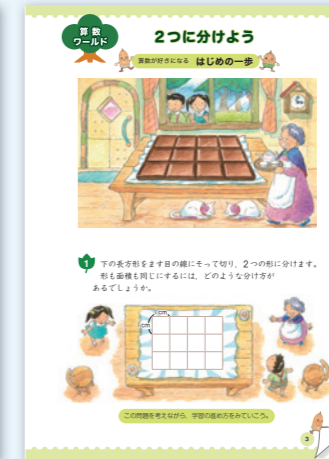 算数
ワールド
2つに分けよう
算数が好きになる はじめの一歩
1 下の長方形をます目の線にそって切り、2つの形に分けます。
形も面積も同じにするには、どのような分け方が
あるでしょうか。
1cm
1cm
この問題を考えながら、学習の進め方をみていこう。
3